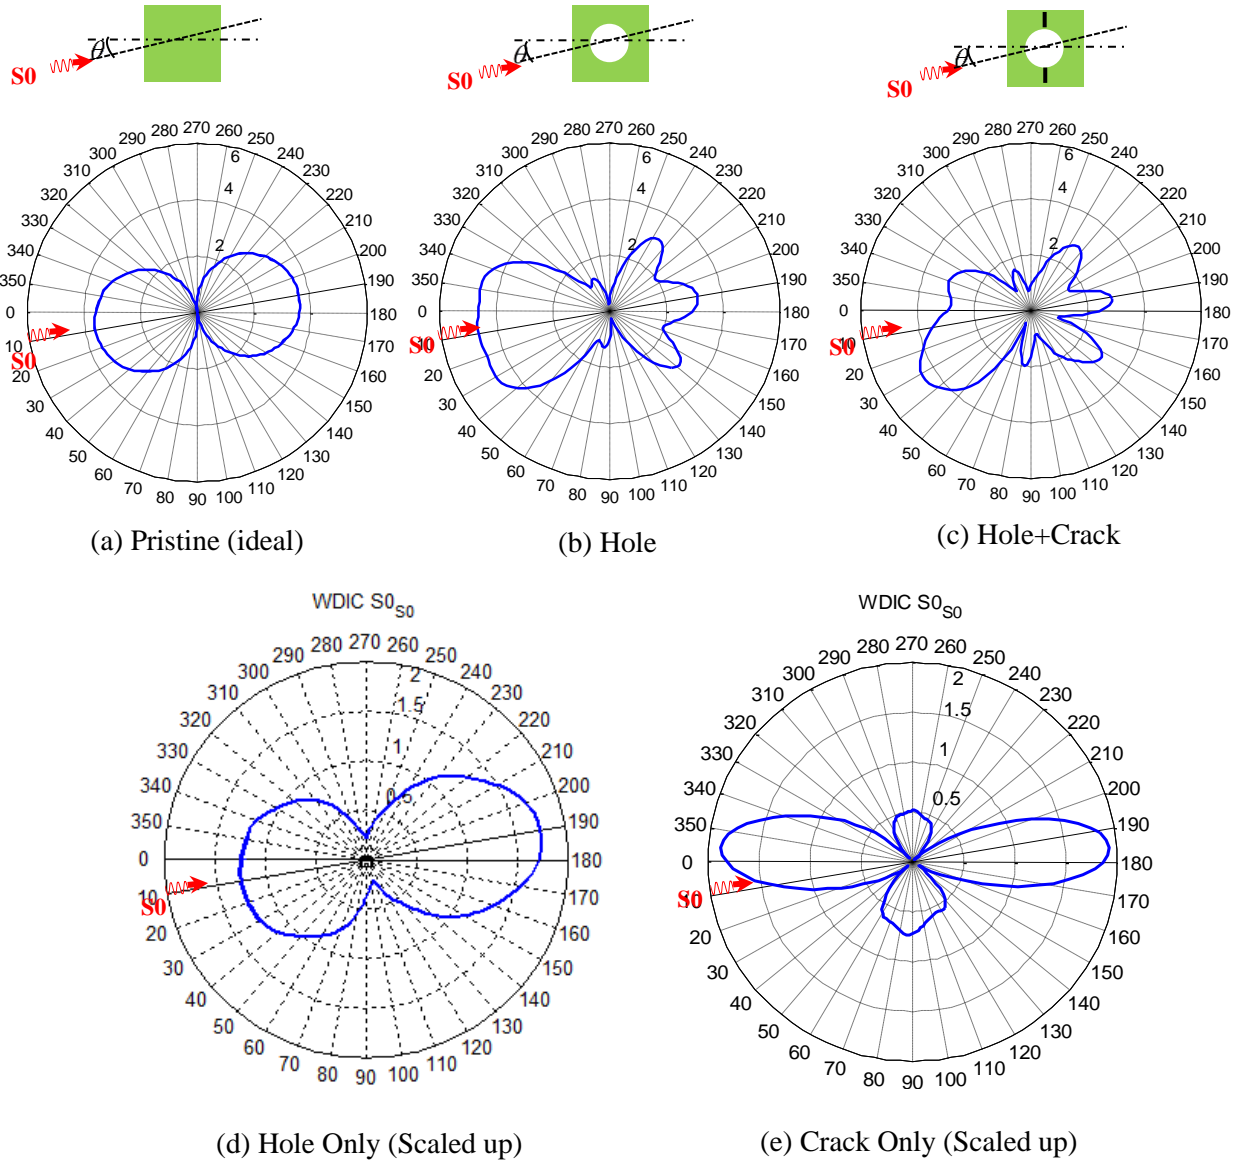 θ
S0
θ
S0
θ
S0
270 260 250 240 230 220 210 200 190 180 170 160 150 140 130 120 110 100 90 80 70 60 50 40 30 20 10 0 350 340 330 320 310 300 290 280
6
4
2
S0
270 260 250 240 230 220 210 200 190 180 170 160 150 140 130 120 110 100 90 80 70 60 50 40 30 20 10 0 350 340 330 320 310 300 290 280
6
4
2
S0
270 260 250 240 230 220 210 200 190 180 170 160 150 140 130 120 110 100 90 80 70 60 50 40 30 20 10 0 350 340 330 320 310 300 290 280
6
4
2
S0
(a) Pristine (ideal)
(b) Hole
(c) Hole+Crack
WDIC S0S0
270 260 250 240 230 220 210 200 190 180 170 160 150 140 130 120 110 100 90 80 70 60 50 40 30 20 10 0 350 340 330 320 310 300 290 280
2
1.5
1
0.5
S0
WDIC S0S0
270 260 250 240 230 220 210 200 190 180 170 160 150 140 130 120 110 100 90 80 70 60 50 40 30 20 10 0 350 340 330 320 310 300 290 280
2
1.5
1
0.5
S0
(d) Hole Only (Scaled up)
(e) Crack Only (Scaled up)